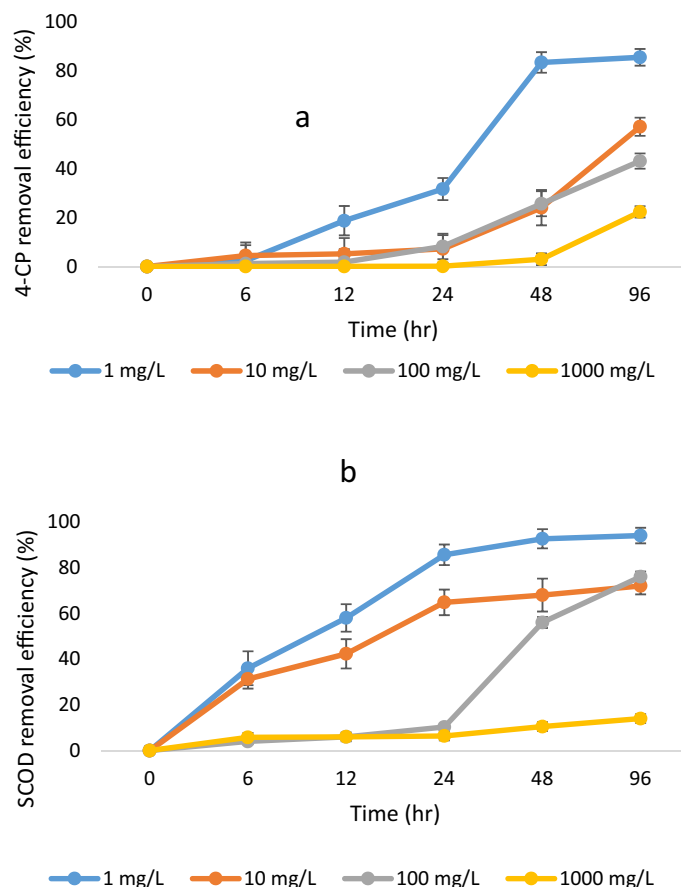 100
80
60
40
20
0
4-CP removal efficiency (%)
a
0 6 12 24 48 96
Time (hr)
1 mg/L 10 mg/L 100 mg/L 1000 mg/L
b
100
80
60
40
20
0
SCOD removal efficiency (%)
0 6 12 24 48 96
Time (hr)
1 mg/L 10 mg/L 100 mg/L 1000 mg/L